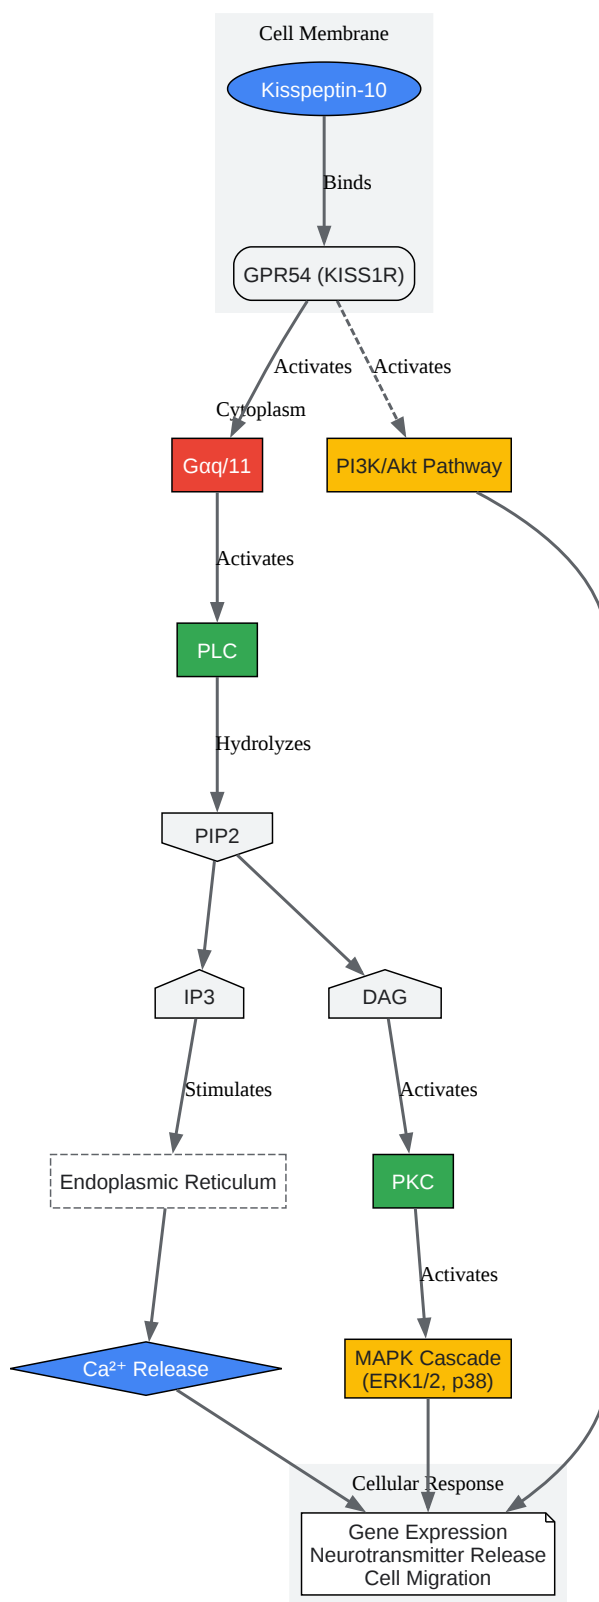 Cell Membrane
Kisspeptin-10
Binds
GPR54 (KISS1R)
Activates
Activates
Cytoplasm
Gαq/11
PI3K/Akt Pathway
Activates
PLC
Hydrolyzes
PIP2
IP3
DAG
Stimulates
Activates
Endoplasmic Reticulum
PKC
Activates
Ca²⁺ Release
MAPK Cascade
(ERK1/2, p38)
Cellular Response
Gene Expression
Neurotransmitter Release
Cell Migration